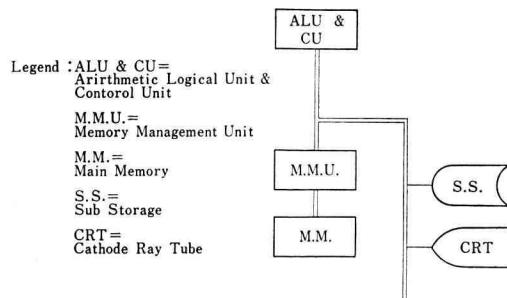 ALU &
CU
Legend : ALU & CU=
Arirthmetic Logical Unit &
Contorol Unit
M.M.U.=
Memory Management Unit
M.M.=
Main Memory
S.S.=
Sub Storage
CRT=
Cathode Ray Tube
M.M.U.
S.S.
M.M.
CRT